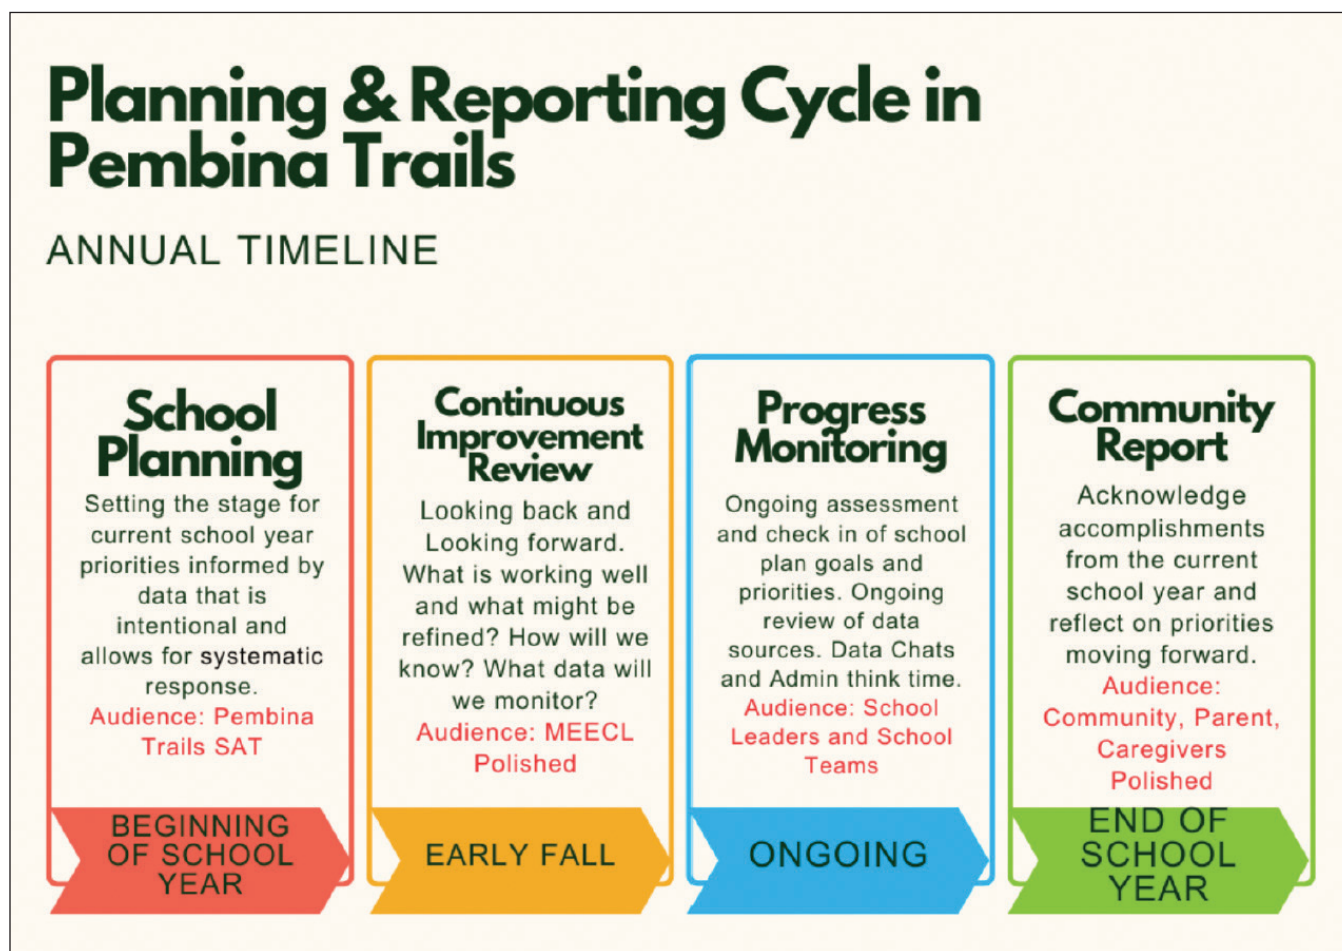 Planning & Reporting Cycle in
Pembina Trails
ANNUAL TIMELINE
School
Planning
Setting the stage for
current school year
priorities informed by
data that is
intentional and
allows for systematic
response.
Audience: Pembina
Trails SAT
BEGINNING
OF SCHOOL
YEAR
Continuous
Improvement
Review
Looking back and
Looking forward.
What is working well
and what might be
refined? How will we
know? What data will
we monitor?
Audience: MEECL
Polished
EARLY FALL
Progress
Monitoring
Ongoing assessment
and check in of school
plan goals and
priorities. Ongoing
review of data
sources. Data Chats
and Admin think time.
Audience: School
Leaders and School
Teams
ONGOING
Community
Report
Acknowledge
accomplishments
from the current
school year and
reflect on priorities
moving forward.
Audience:
Community, Parent,
Caregivers
Polished
END OF
SCHOOL
YEAR